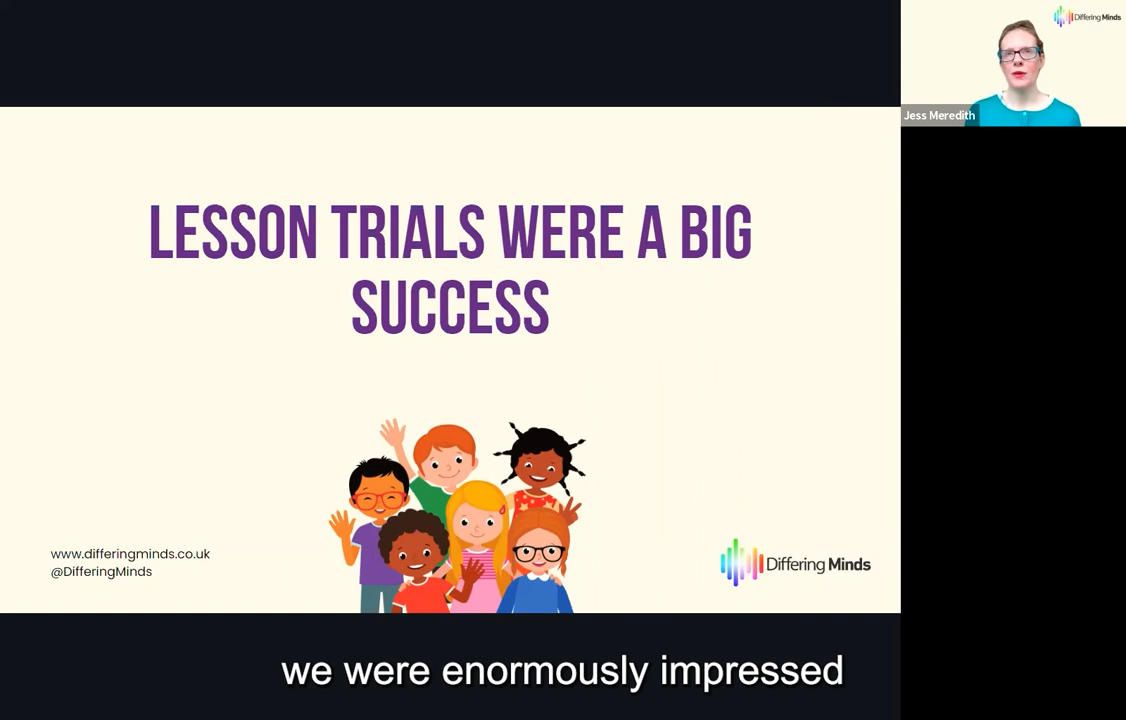 Differing Minds
Jess Meredith
LESSON TRIALS WERE A BIG
SUCCESS
www.differingminds.co.uk
@DifferingMinds
Differing Minds
we were enormously impressed